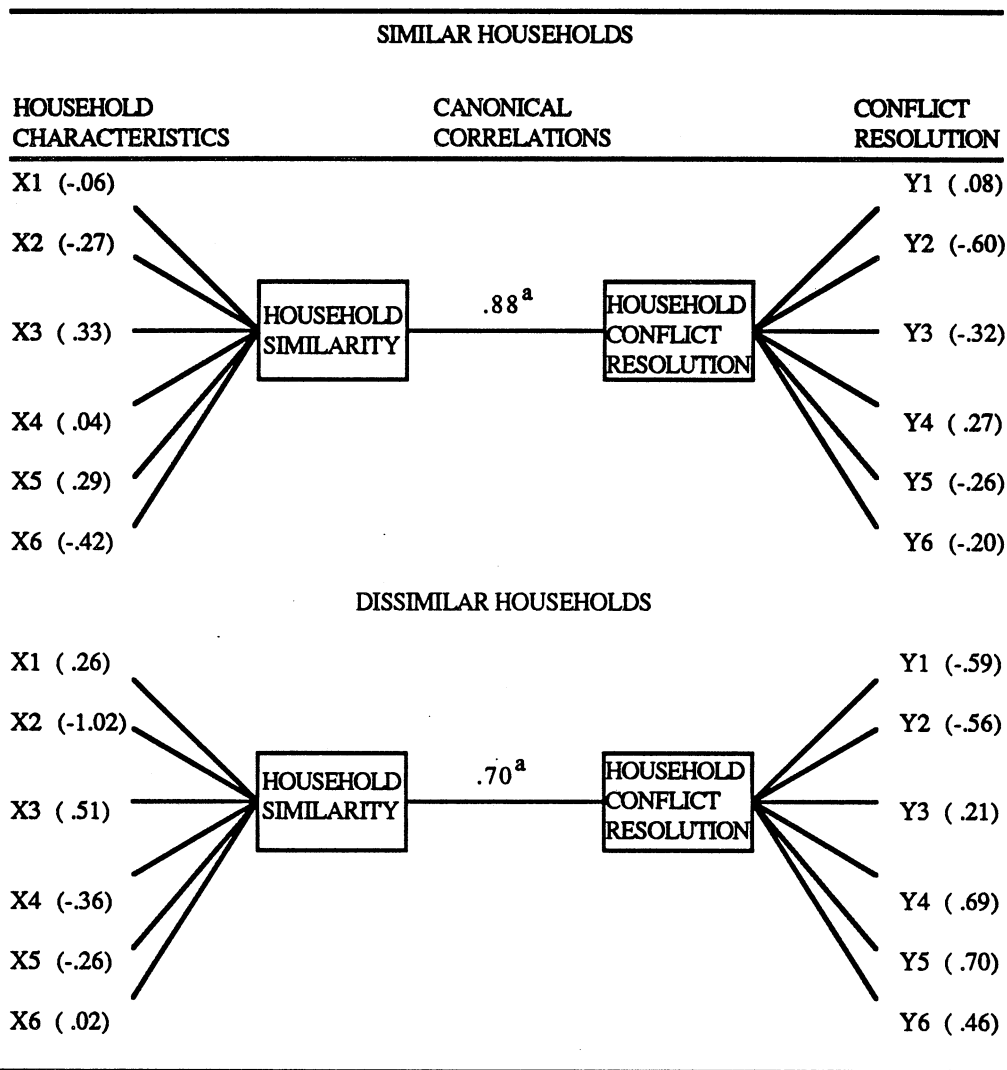 SIMILAR HOUSEHOLDS
HOUSEHOLD CANONICAL CONFLICT
CHARACTERISTICS CORRELATIONS RESOLUTION
X1 (-.06) Y1 ( .08)
X2 (-.27) Y2 (-.60)
.88a
HOUSEHOLD HOUSEHOLD
X3 ( .33) SIMILARITY CONFLICT Y3 (-.32)
RESOLUTION
X4 ( .04) Y4 ( .27)
X5 ( .29) Y5 (-.26)
X6 (-.42) Y6 (-.20)
DISSIMILAR HOUSEHOLDS
X1 ( .26) Y1 (-.59)
X2 (-1.02) Y2 (-.56)
.70a
HOUSEHOLD HOUSEHOLD
X3 ( .51) SIMILARITY CONFLICT Y3 ( .21)
RESOLUTION
X4 (-.36) Y4 ( .69)
X5 (-.26) Y5 ( .70)
X6 ( .02) Y6 ( .46)